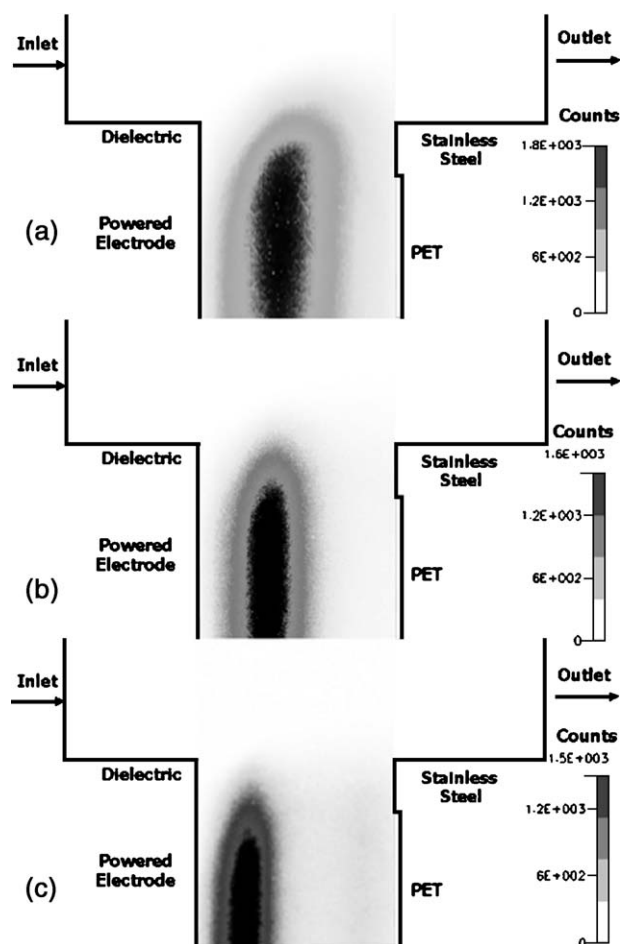 Inlet
Outlet
Counts
Dielectric
Stainless
Steel
1.8E+003
1.2E+003
6E+002
0
Powered
Electrode
PET
(a)
Inlet
Outlet
Counts
1.6E+003
Dielectric
Stainless
Steel
1.2E+003
6E+002
0
Powered
Electrode
PET
(b)
Inlet
Outlet
Counts
1.5E+003
Dielectric
Stainless
Steel
1.2E+003
6E+002
0
Powered
Electrode
PET
(c)